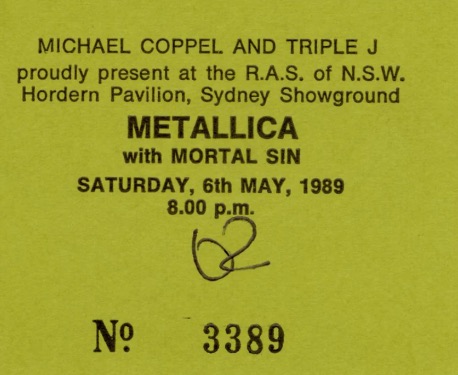 MICHAEL COPPEL AND TRIPLE J
proudly present at the R.A.S. of N.S.W.
Hordern Pavilion, Sydney Showground
METALLICA
with MORTAL SIN
SATURDAY, 6th MAY, 1989
8.00 p.m.
62
Nº 3389